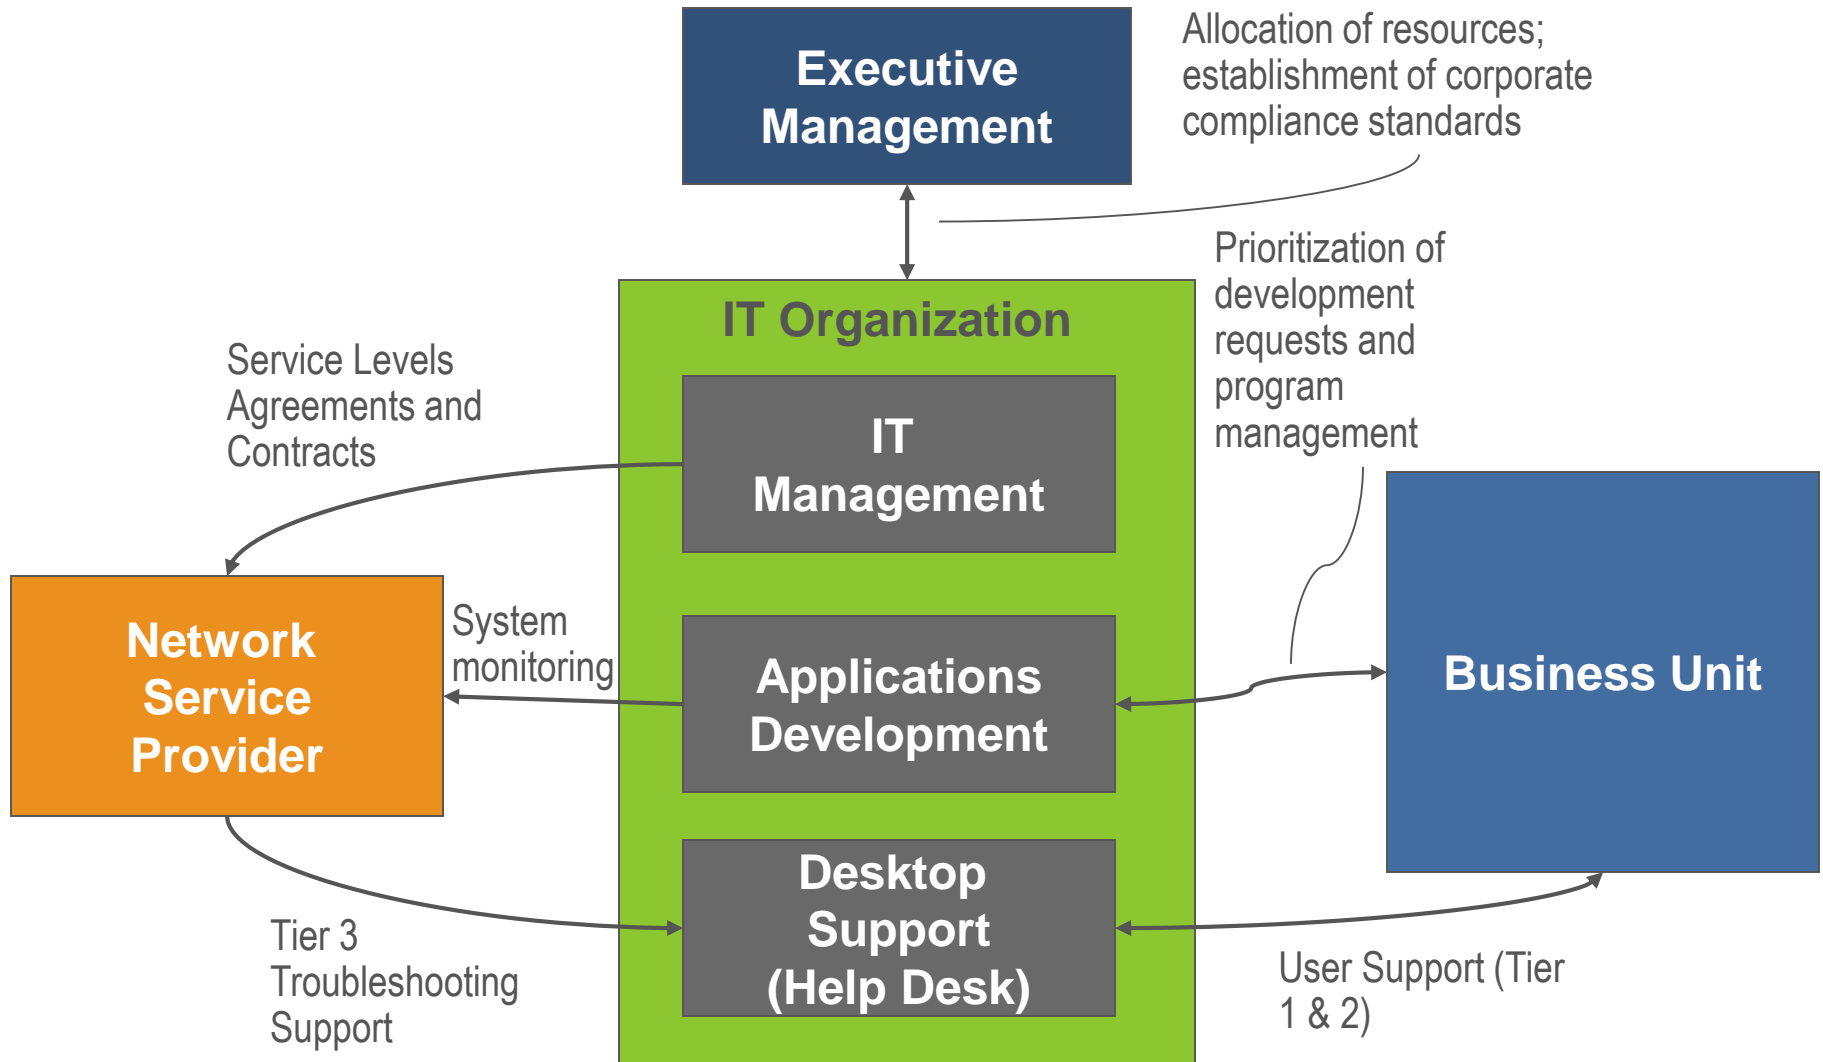 Executive
Management
Allocation of resources;
establishment of corporate
compliance standards
Prioritization of
development
requests and
program
management
IT Organization
Service Levels
Agreements and
Contracts
IT
Management
Network
Service
Provider
System
monitoring
Applications
Development
Business Unit
Desktop
Support
(Help Desk)
Tier 3
Troubleshooting
Support
User Support (Tier
1 & 2)